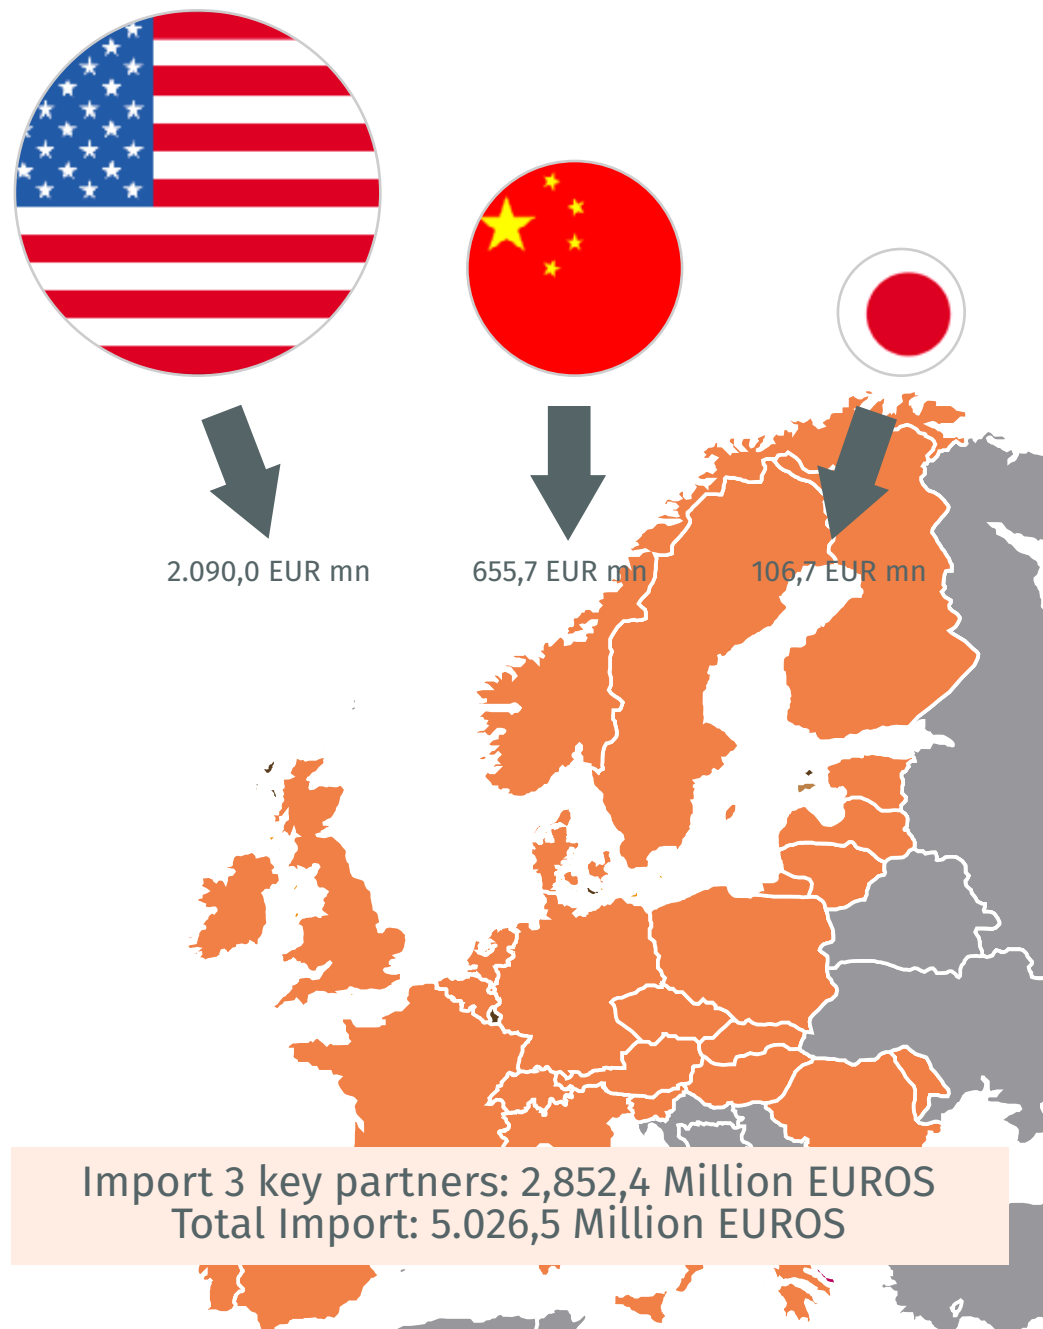 2.090,0 EUR mn
655,7 EUR mn
106,7 EUR mn
Import 3 key partners: 2,852,4 Million EUROS
Total Import: 5.026,5 Million EUROS